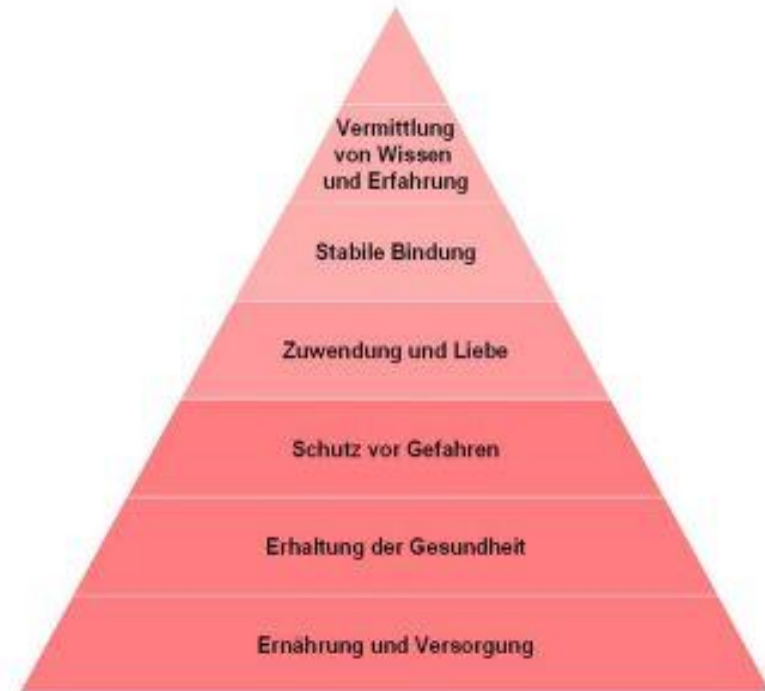 Vermittlung
von Wissen
und Erfahrung
Stabile Bindung
Zuwendung und Liebe
Schutz vor Gefahren
Erhaltung der Gesundheit
Ernährung und Versorgung